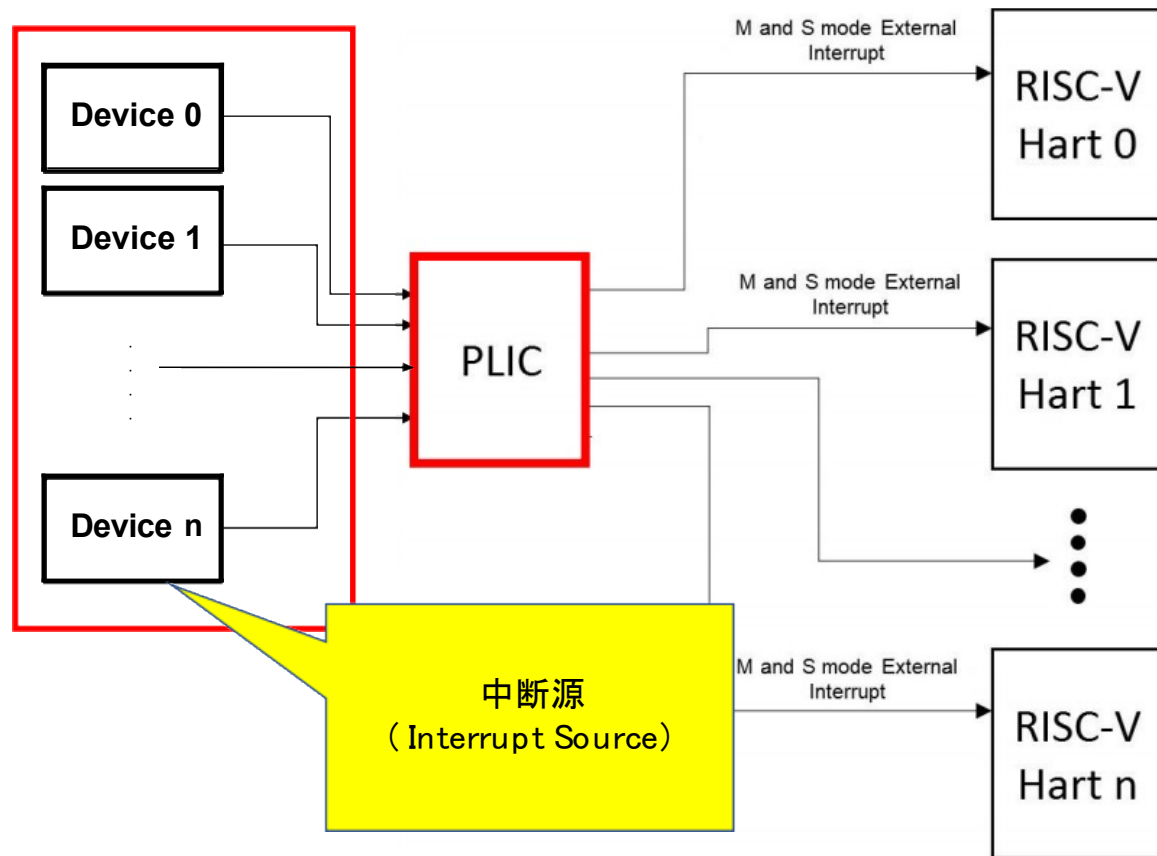 Device 0
Device 1
Device n
PLIC
中断源
（Interrupt Source）
M and S mode External
Interrupt
RISC-V
Hart 0
M and S mode External
Interrupt
RISC-V
Hart 1
M and S mode External
Interrupt
RISC-V
Hart n